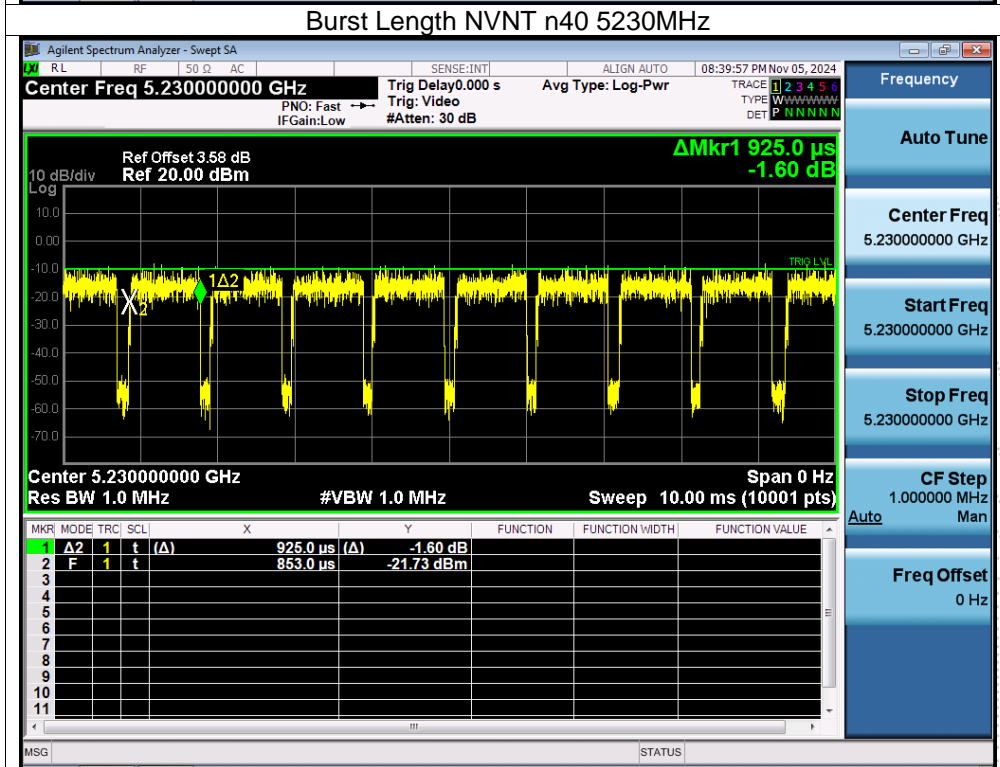 Burst Length NVNT n40 5230MHz
Agilent Spectrum Analyzer - Swept SA
LXI RL RF 50 Ω AC SENSE:INT ALIGN AUTO 08:39:57 PM Nov 05, 2024
Center Freq 5.230000000 GHz Trig Delay0.000 s Avg Type: Log-Pwr TRACE 1 2 3 4 5 6
PNO: Fast Trig: Video TYPE WWWWWW
IFGain:Low #Atten: 30 dB DET P N N N N N
Frequency
Auto Tune
Center Freq
5.230000000 GHz
Start Freq
5.230000000 GHz
Stop Freq
5.230000000 GHz
CF Step
1.000000 MHz
Auto Man
Freq Offset
0 Hz
ΔMkr1 925.0 µs
-1.60 dB
Ref Offset 3.58 dB
10 dB/div Ref 20.00 dBm
Log
10.0
0.00
-10.0
TRIG LVL
1Δ2
X2
-20.0
-30.0
-40.0
-50.0
-60.0
-70.0
Center 5.230000000 GHz Span 0 Hz
Res BW 1.0 MHz #VBW 1.0 MHz Sweep 10.00 ms (10001 pts)
MKR MODE TRC SCL X Y FUNCTION FUNCTION WIDTH FUNCTION VALUE
1 Δ2 1 t (Δ) 925.0 µs (Δ) -1.60 dB
2 F 1 t 853.0 µs -21.73 dBm
3
4
5
6
7
8
9
10
11
MSG STATUS